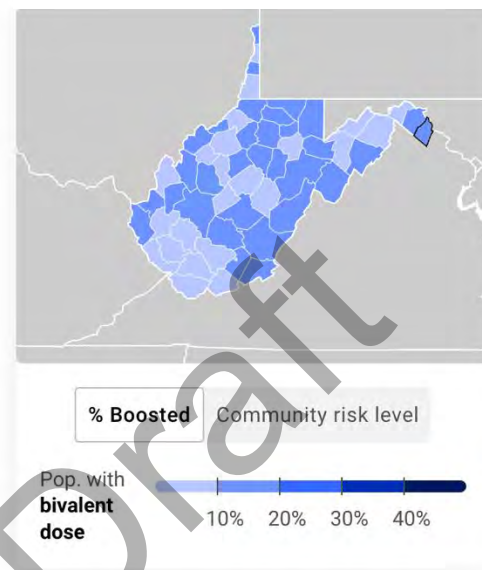 % Boosted Community risk level
Pop. with
bivalent
dose
10% 20% 30% 40%
Draft